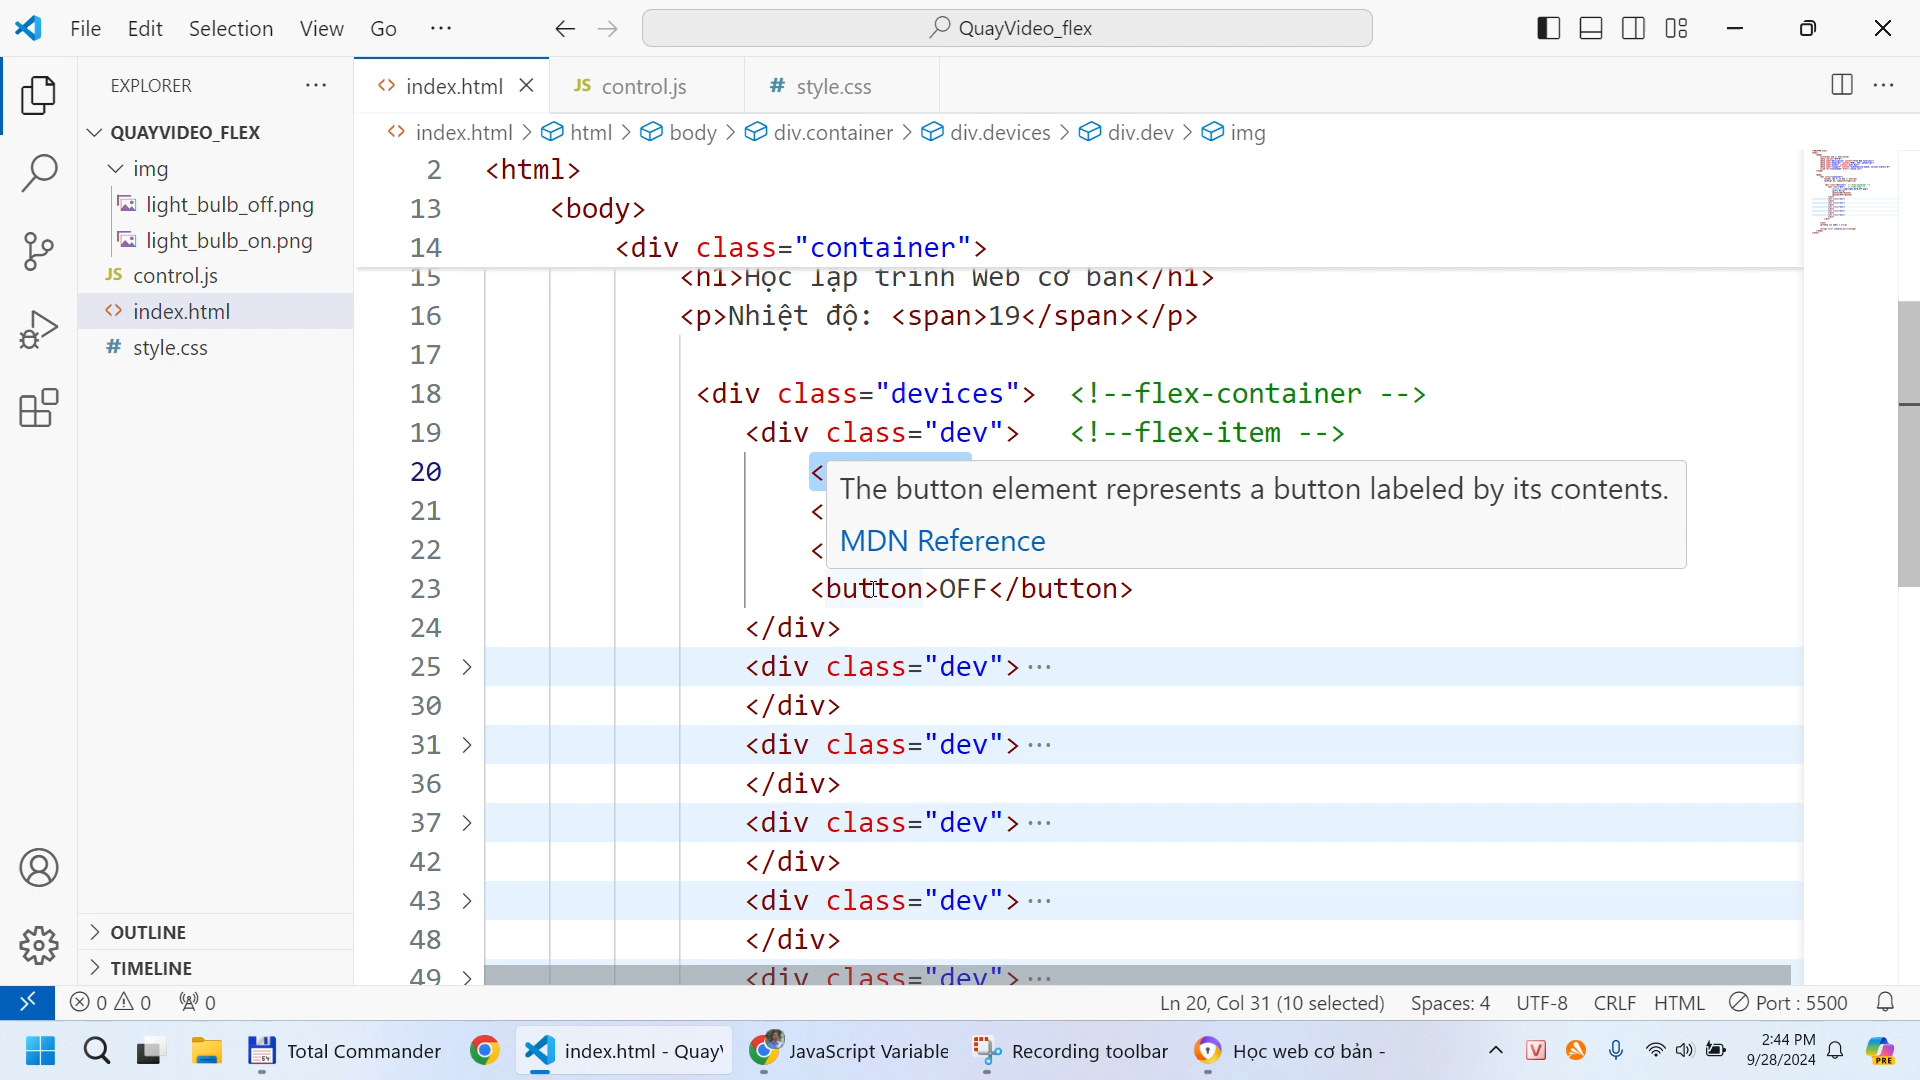 File Edit Selection View Go ···
QuayVideo_flex
EXPLORER ···
QUAYVIDEO_FLEX
img
light_bulb_off.png
light_bulb_on.png
JS control.js
<> index.html
# style.css
OUTLINE
TIMELINE
<> index.html JS control.js # style.css
<> index.html > html > body > div.container > div.devices > div.dev > img
2 <html>
13 <body>
14 <div class="container">
15 <h1>Học lập trình Web cơ bản</h1>
16 <p>Nhiệt độ: <span>19</span></p>
17
18 <div class="devices"> <!--flex-container -->
19 <div class="dev"> <!--flex-item -->
20 <
The button element represents a button labeled by its contents.
21 <
MDN Reference
22 <
23 <button>OFF</button>
24 </div>
25 > <div class="dev">···
30 </div>
31 > <div class="dev">···
36 </div>
37 > <div class="dev">···
42 </div>
43 > <div class="dev">···
48 </div>
49 > <div class="dev">···
0 0 0 Ln 20, Col 31 (10 selected) Spaces: 4 UTF-8 CRLF HTML Port : 5500
Total Commander index.html - Quay JavaScript Variable Recording toolbar Học web cơ bản - 2:44 PM
9/28/2024